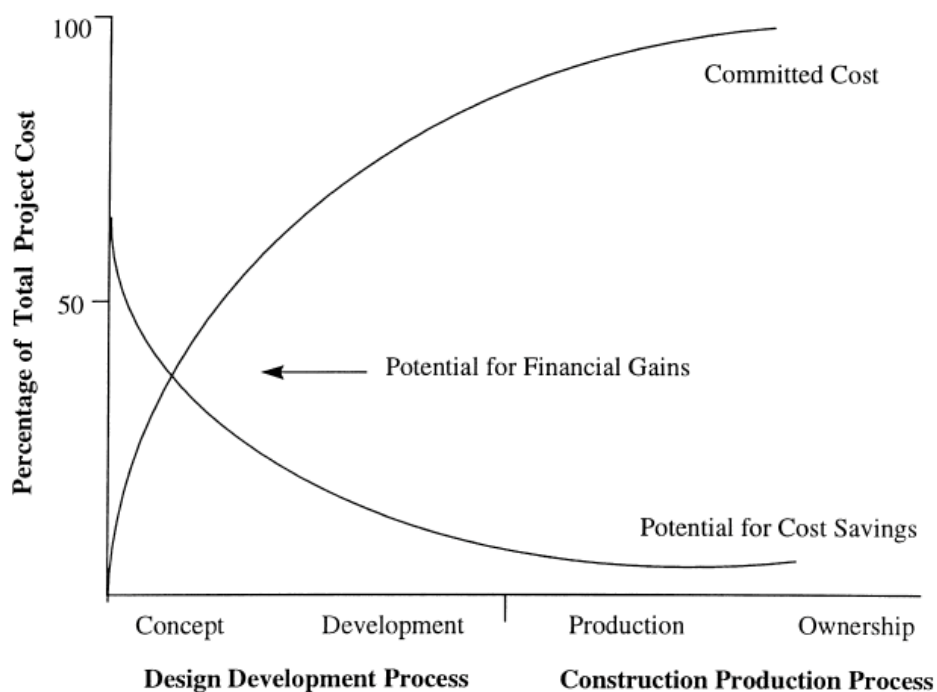 100
Committed Cost
Percentage of Total Project Cost
50
Potential for Financial Gains
Potential for Cost Savings
Concept Development Production Ownership
Design Development Process Construction Production Process